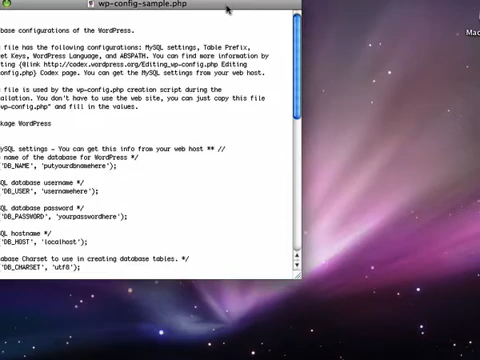 wp-config-sample.php
base configurations of the WordPress.
file has the following configurations: MySQL settings, Table Prefix,
et Keys, WordPress Language, and ABSPATH. You can find more information by
iting {@link http://codex.wordpress.org/Editing_wp-config.php Editing
onfig.php} Codex page. You can get the MySQL settings from your web host.
file is used by the wp-config.php creation script during the
allation. You don't have to use the web site, you can just copy this file
wp-config.php" and fill in the values.
kage WordPress
MySQL settings - You can get this info from your web host ** //
e name of the database for WordPress */
('DB_NAME', 'putyourdbnamehere');
SQL database username */
('DB_USER', 'usernamehere');
SQL database password */
('DB_PASSWORD', 'yourpasswordhere');
SQL hostname */
('DB_HOST', 'localhost');
abase Charset to use in creating database tables. */
('DB_CHARSET', 'utf8');
Mac